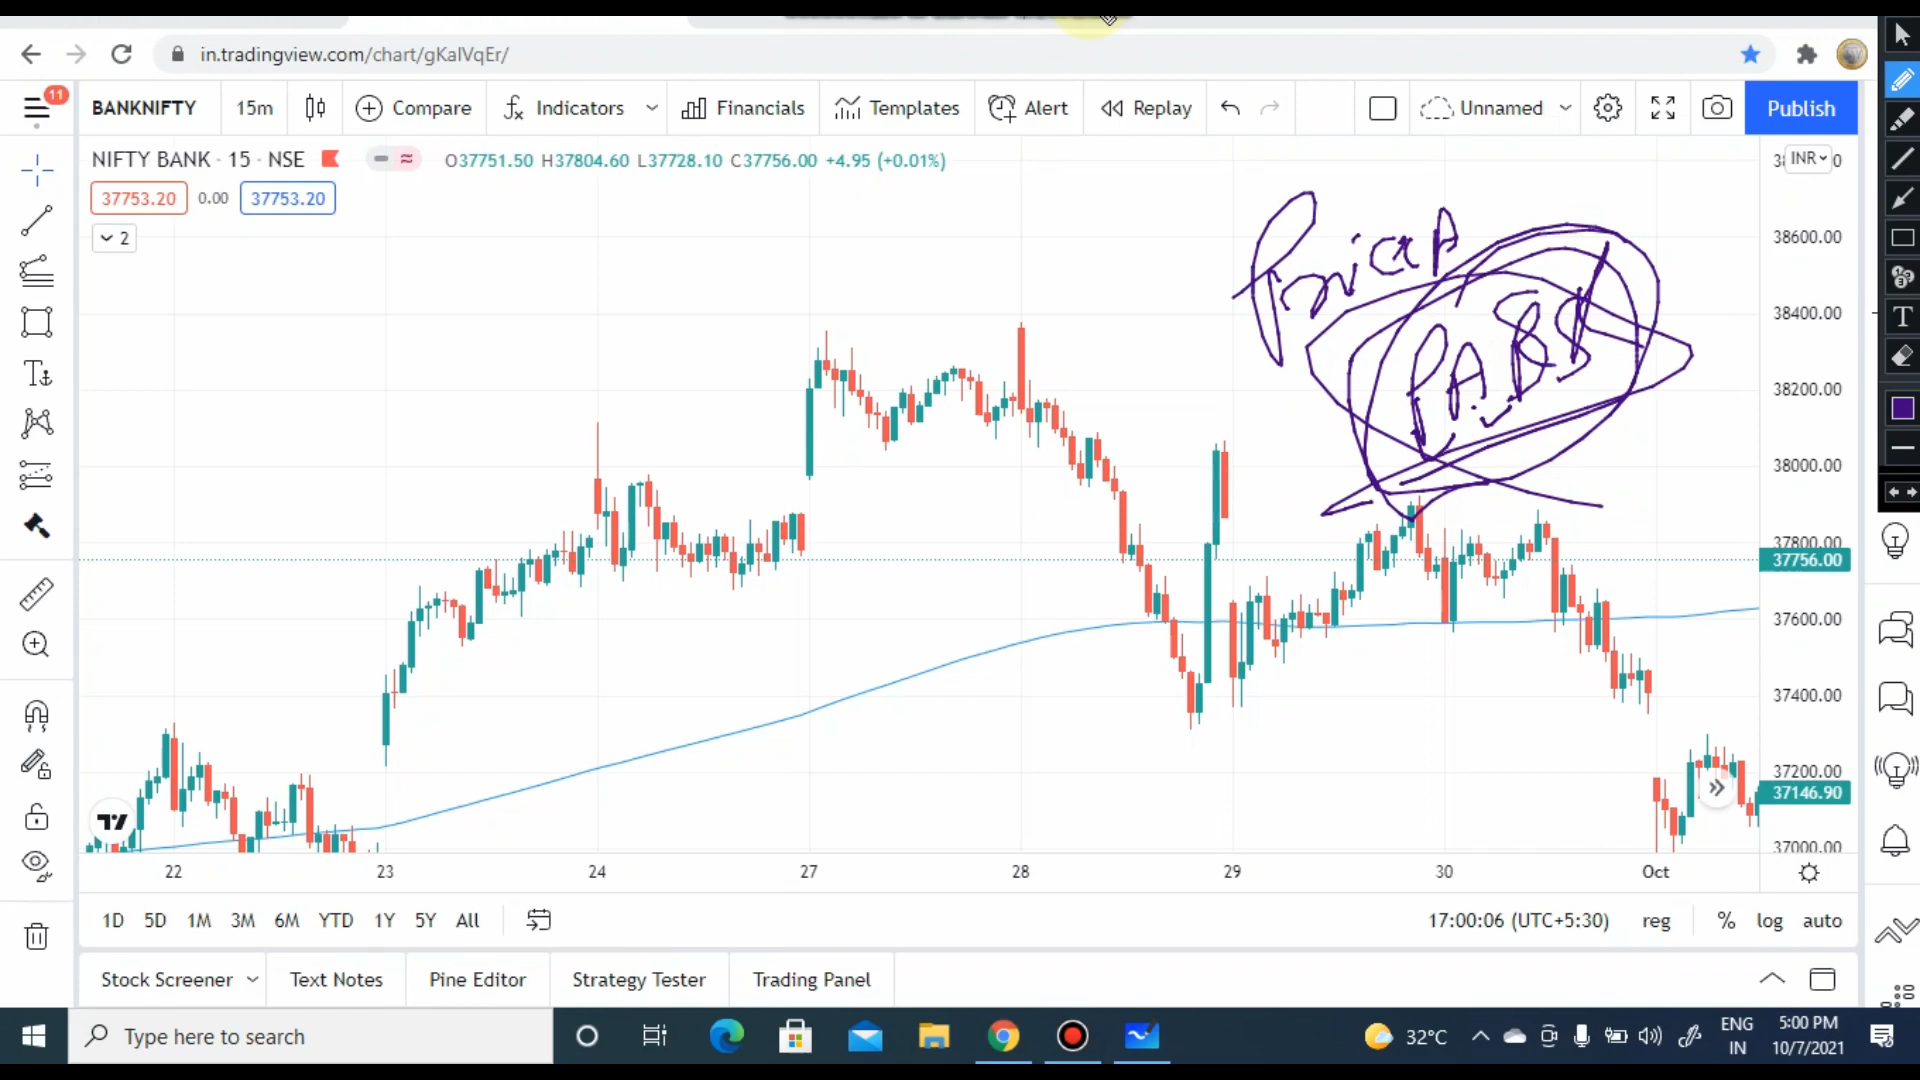 in.tradingview.com/chart/gKalVqEr/
11
BANKNIFTY 15m Compare Indicators Financials Templates Alert Replay Unnamed Publish
NIFTY BANK · 15 · NSE O37751.50 H37804.60 L37728.10 C37756.00 +4.95 (+0.01%)
INR
37753.20 0.00 37753.20
2
38600.00
38400.00
38200.00
38000.00
37800.00
37756.00
37600.00
37400.00
37200.00
37146.90
37000.00
22 23 24 27 28 29 30 Oct
1D 5D 1M 3M 6M YTD 1Y 5Y All 17:00:06 (UTC+5:30) reg % log auto
Stock Screener Text Notes Pine Editor Strategy Tester Trading Panel
Type here to search 32°C ENG 5:00 PM
IN 10/7/2021